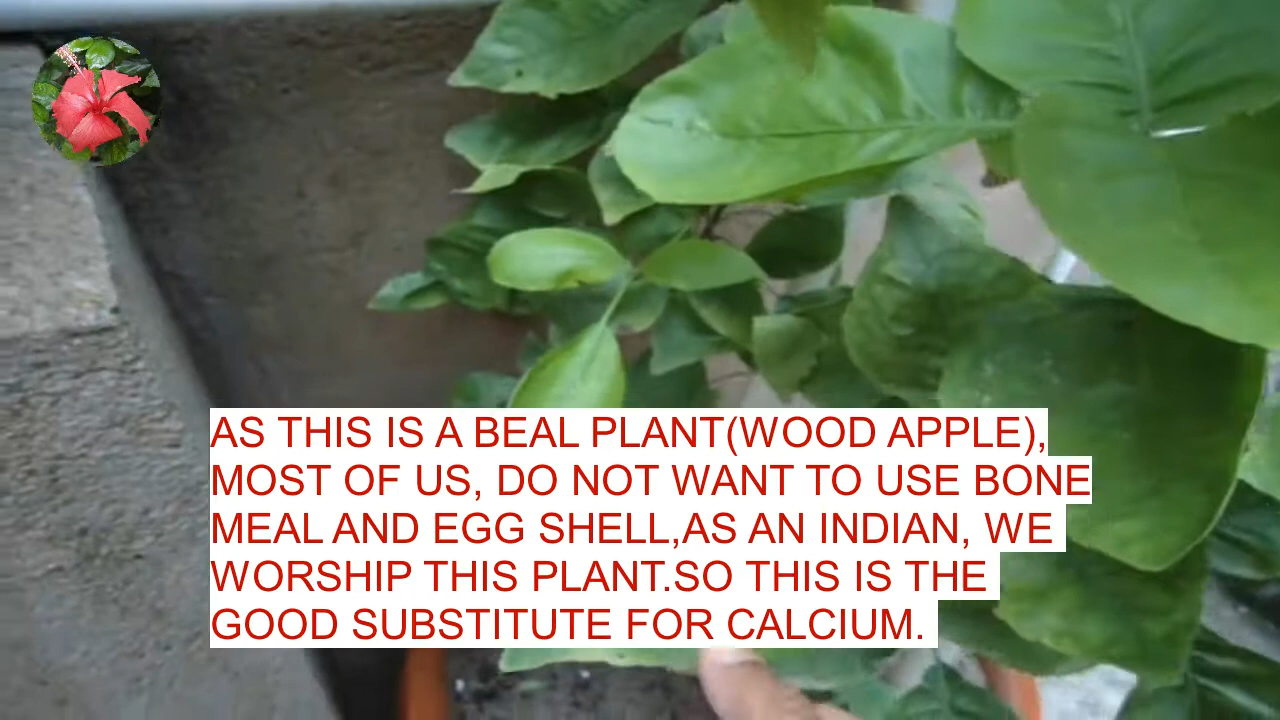 AS THIS IS A BEAL PLANT(WOOD APPLE),
MOST OF US, DO NOT WANT TO USE BONE
MEAL AND EGG SHELL,AS AN INDIAN, WE
WORSHIP THIS PLANT.SO THIS IS THE
GOOD SUBSTITUTE FOR CALCIUM.